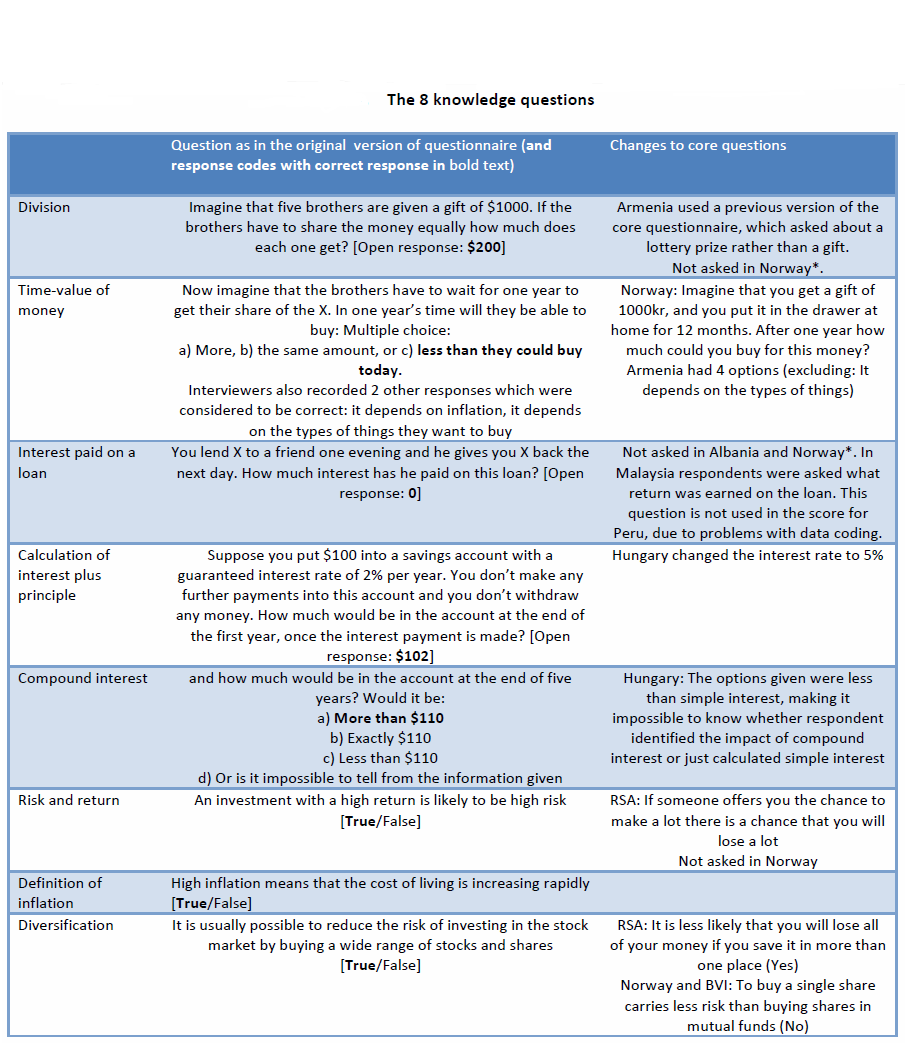 The 8 knowledge questions
Question as in the original version of questionnaire (and
response codes with correct response in bold text)
Changes to core questions
Division
Imagine that five brothers are given a gift of $1000. If the
brothers have to share the money equally how much does
each one get? [Open response: $200]
Armenia used a previous version of the
core questionnaire, which asked about a
lottery prize rather than a gift.
Not asked in Norway*.
Time-value of
money
Now imagine that the brothers have to wait for one year to
get their share of the X. In one year's time will they be able to
buy: Multiple choice:
a) More, b) the same amount, or c) less than they could buy
today.
Interviewers also recorded 2 other responses which were
considered to be correct: it depends on inflation, it depends
on the types of things they want to buy
Norway: Imagine that you get a gift of
1000kr, and you put it in the drawer at
home for 12 months. After one year how
much could you buy for this money?
Armenia had 4 options (excluding: It
depends on the types of things)
Interest paid on a
loan
You lend X to a friend one evening and he gives you X back the
next day. How much interest has he paid on this loan? [Open
response: 0]
Not asked in Albania and Norway*. In
Malaysia respondents were asked what
return was earned on the loan. This
question is not used in the score for
Peru, due to problems with data coding.
Calculation of
interest plus
principle
Suppose you put $100 into a savings account with a
guaranteed interest rate of 2% per year. You don't make any
further payments into this account and you don't withdraw
any money. How much would be in the account at the end of
the first year, once the interest payment is made? [Open
response: $102]
Hungary changed the interest rate to 5%
Compound interest
and how much would be in the account at the end of five
years? Would it be:
a) More than $110
b) Exactly $110
c) Less than $110
d) Or is it impossible to tell from the information given
Hungary: The options given were less
than simple interest, making it
impossible to know whether respondent
identified the impact of compound
interest or just calculated simple interest
Risk and return
An investment with a high return is likely to be high risk
[True/False]
RSA: If someone offers you the chance to
make a lot there is a chance that you will
lose a lot
Not asked in Norway
Definition of
inflation
High inflation means that the cost of living is increasing rapidly
[True/False]
Diversification
It is usually possible to reduce the risk of investing in the stock
market by buying a wide range of stocks and shares
[True/False]
RSA: It is less likely that you will lose all
of your money if you save it in more than
one place (Yes)
Norway and BVI: To buy a single share
carries less risk than buying shares in
mutual funds (No)